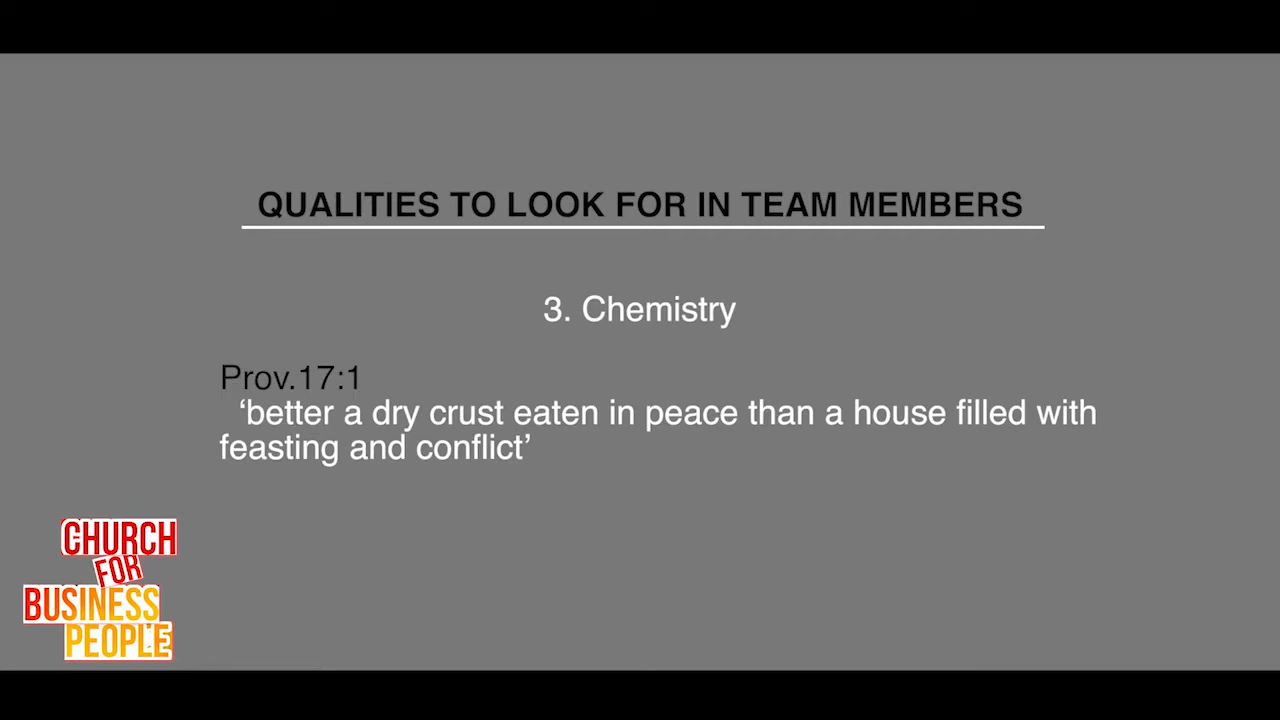 QUALITIES TO LOOK FOR IN TEAM MEMBERS
3. Chemistry
Prov.17:1
‘better a dry crust eaten in peace than a house filled with
feasting and conflict’
CHURCH
FOR
BUSINESS
PEOPLE